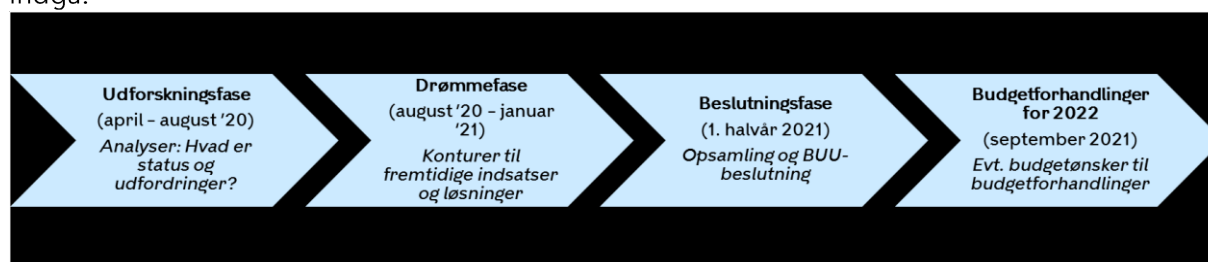 Udforskningsfase
(april – august '20)
Analyser: Hvad er
status og
udfordringer?
Drømmefase
(august '20 – januar
'21)
Konturer til
fremtidige indsatser
og løsninger
Beslutningsfase
(1. halvår 2021)
Opsamling og BUU-
beslutning
Budgetforhandlinger
for 2022
(september 2021)
Evt. budgetønsker til
budgetforhandlinger